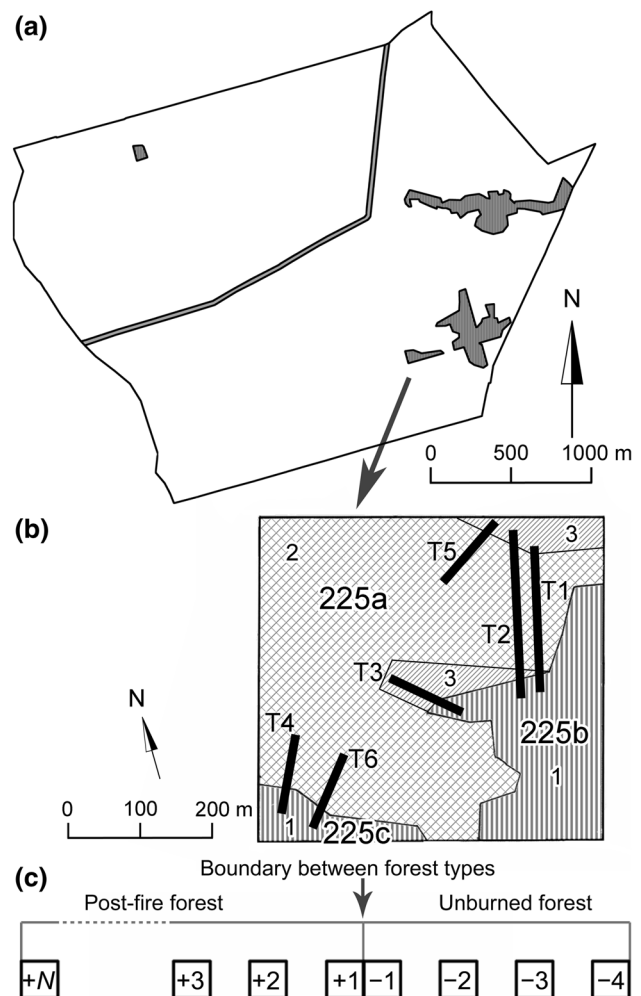 (a)
N
0 500 1000 m
(b)
2
3
T5
T1
225a
T2
T3
3
225b
T4
T6
1
1
225c
N
0 100 200 m
(c)
Boundary between forest types
Post-fire forest
Unburned forest
+N +3 +2 +1 −1 −2 −3 −4